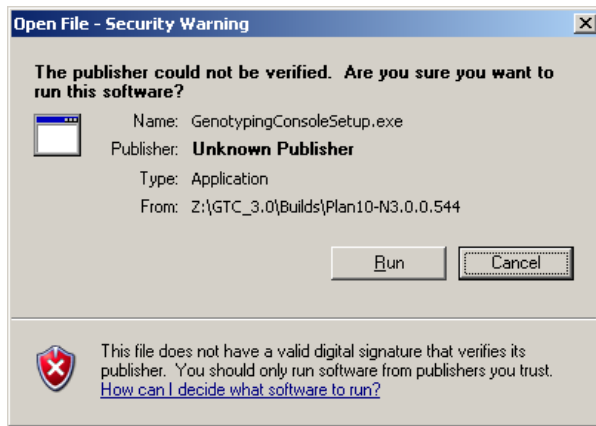 Open File - Security Warning
The publisher could not be verified.  Are you sure you want to
run this software?
Name: GenotypingConsoleSetup.exe
Publisher: Unknown Publisher
Type: Application
From: Z:\GTC_3.0\Builds\Plan10-N3.0.0.544
Run Cancel
This file does not have a valid digital signature that verifies its
publisher.  You should only run software from publishers you trust.
How can I decide what software to run?